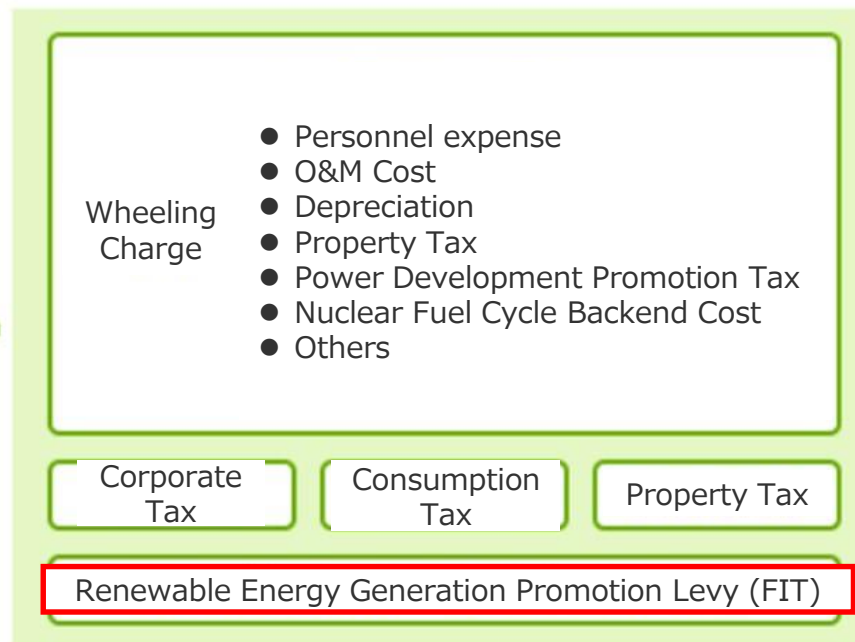 Wheeling
Charge
● Personnel expense
● O&M Cost
● Depreciation
● Property Tax
● Power Development Promotion Tax
● Nuclear Fuel Cycle Backend Cost
● Others
Corporate
Tax
Consumption
Tax
Property Tax
Renewable Energy Generation Promotion Levy (FIT)